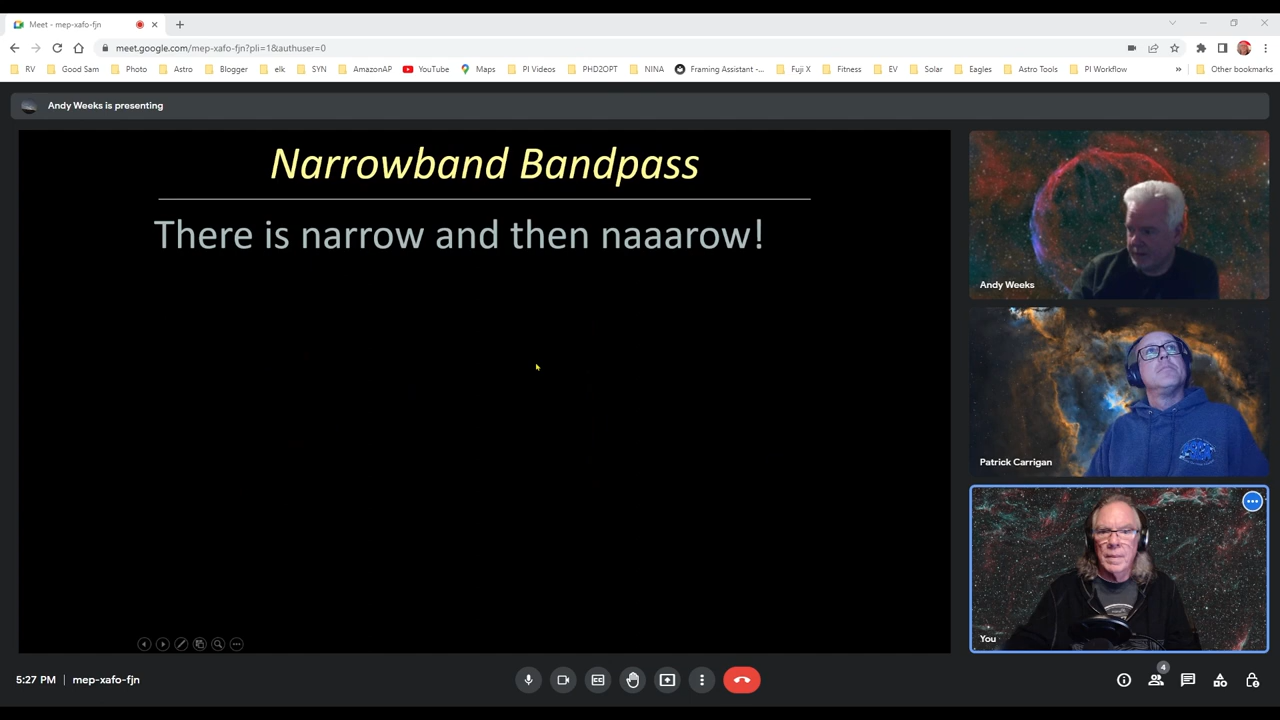 Meet - mep-xafo-fjn
meet.google.com/mep-xafo-fjn?pli=1&authuser=0
RV Good Sam Photo Astro Blogger elk SYN AmazonAP YouTube Maps PI Videos PHD2OPT NINA Framing Assistant -... Fuji X Fitness EV Solar Eagles Astro Tools PI Workflow » Other bookmarks
Andy Weeks is presenting
Narrowband Bandpass
There is narrow and then naaarow!
Andy Weeks
Patrick Carrigan
You
5:27 PM | mep-xafo-fjn
4